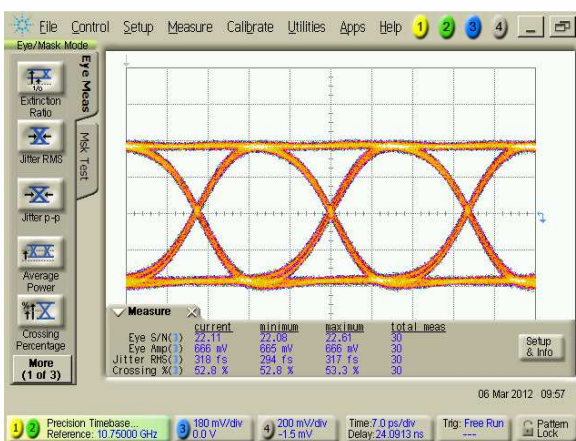 File Control Setup Measure Calibrate Utilities Apps Help 1 2 3 4
Eye/Mask Mode
Extinction
Ratio
Jitter RMS
Jitter p-p
Average
Power
Crossing
Percentage
More
(1 of 3)
Eye Meas
Msk Test
Measure
current minimum maximum total meas
Eye S/N(3) 22.11 22.08 22.61 30
Eye Amp(3) 666 mV 665 mV 666 mV 30
Jitter RMS(3) 318 fs 294 fs 317 fs 30
Crossing %(3) 52.8 % 52.8 % 53.3 % 30
Setup
& Info
06 Mar 2012 09:57
1 2 Precision Timebase...
Reference: 10.75000 GHz
3 180 mV/div
0.0 V
4 200 mV/div
-1.5 mV
Time:7.0 ps/div
Delay:24.0913 ns
Trig: Free Run
---
Pattern
Lock